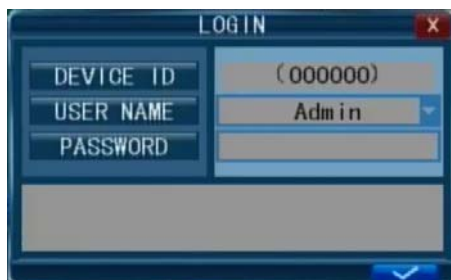 LOGIN
X
DEVICE ID (000000)
USER NAME Admin
PASSWORD